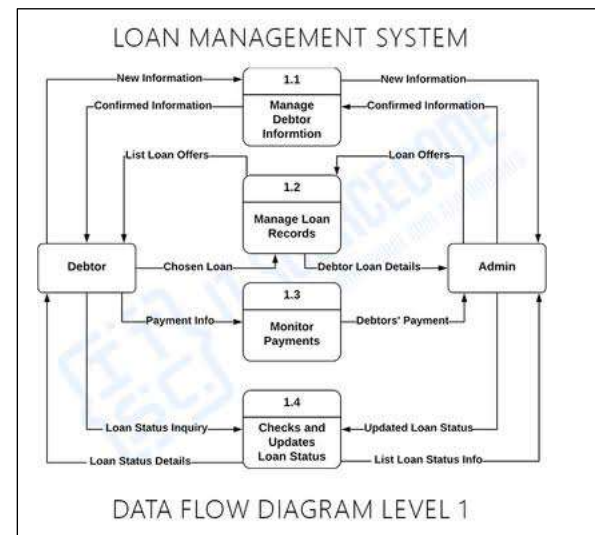 LOAN MANAGEMENT SYSTEM
New Information
1.1
New Information
Confirmed Information
Manage
Debtor
Informtion
Confirmed Information
List Loan Offers
Loan Offers
1.2
Manage Loan
Records
Debtor
Chosen Loan
Debtor Loan Details
Admin
1.3
Payment Info
Monitor
Payments
Debtors' Payment
1.4
Loan Status Inquiry
Checks and
Updates
Loan Status
Updated Loan Status
Loan Status Details
List Loan Status Info
DATA FLOW DIAGRAM LEVEL 1